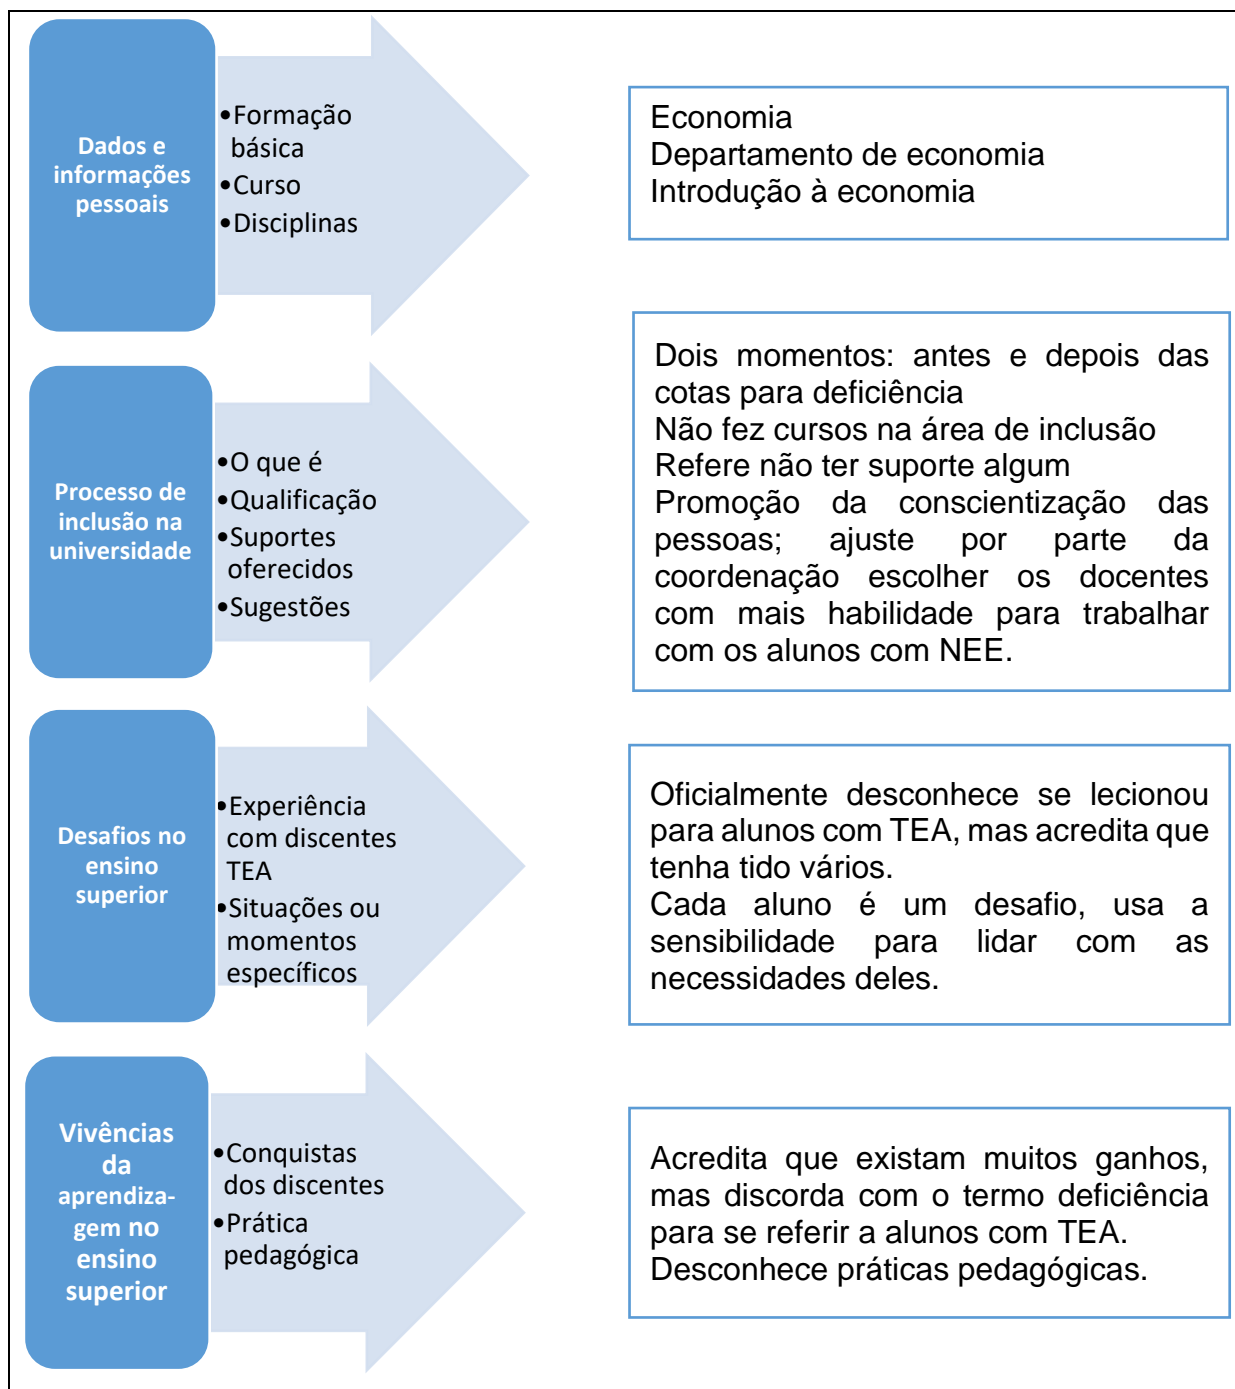 Dados e
informações
pessoais
•Formação
básica
•Curso
•Disciplinas
Economia
Departamento de economia
Introdução à economia
Processo de
inclusão na
universidade
•O que é
•Qualificação
•Suportes
oferecidos
•Sugestões
Dois momentos: antes e depois das
cotas para deficiência
Não fez cursos na área de inclusão
Refere não ter suporte algum
Promoção da conscientização das
pessoas; ajuste por parte da
coordenação escolher os docentes
com mais habilidade para trabalhar
com os alunos com NEE.
Desafios no
ensino
superior
•Experiência
com discentes
TEA
•Situações ou
momentos
específicos
Oficialmente desconhece se lecionou
para alunos com TEA, mas acredita que
tenha tido vários.
Cada aluno é um desafio, usa a
sensibilidade para lidar com as
necessidades deles.
Vivências
da
aprendiza-
gem no
ensino
superior
•Conquistas
dos discentes
•Prática
pedagógica
Acredita que existam muitos ganhos,
mas discorda com o termo deficiência
para se referir a alunos com TEA.
Desconhece práticas pedagógicas.